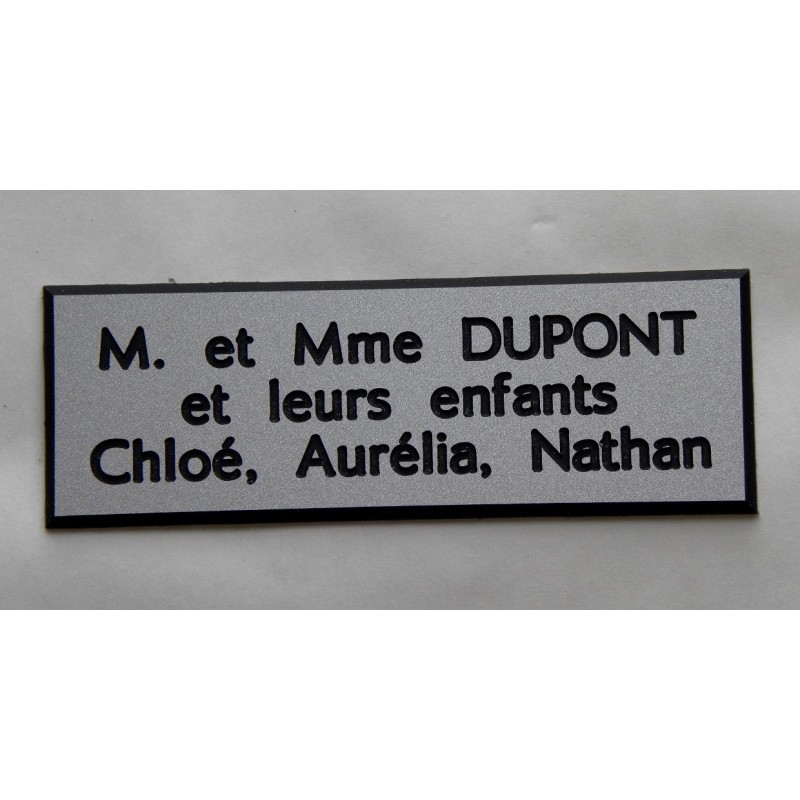 M. et Mme DUPONT
et leurs enfants
Chloé, Aurélia, Nathan